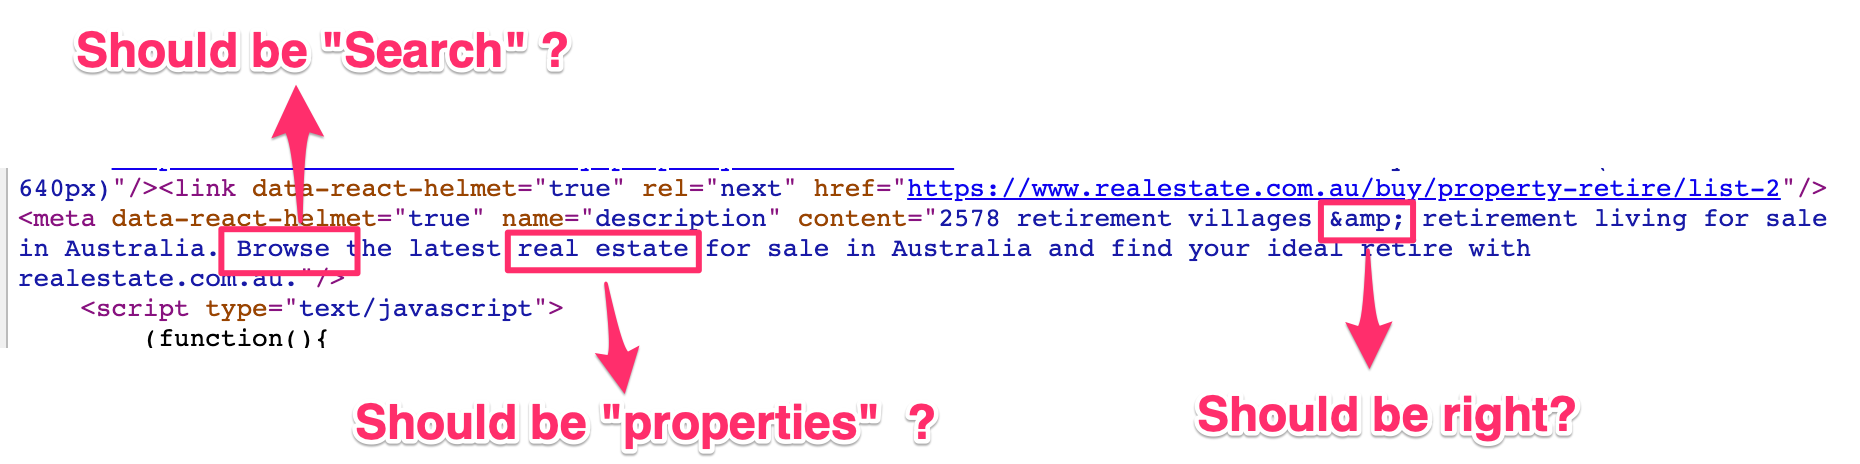 Should be "Search" ?
640px)"/><link data-react-helmet="true" rel="next" href="https://www.realestate.com.au/buy/property-retire/list-2"/>
<meta data-react-helmet="true" name="description" content="2578 retirement villages &amp; retirement living for sale
in Australia. Browse the latest real estate for sale in Australia and find your ideal retire with
realestate.com.au."/>
<script type="text/javascript">
(function(){
Should be "properties" ?
Should be right?